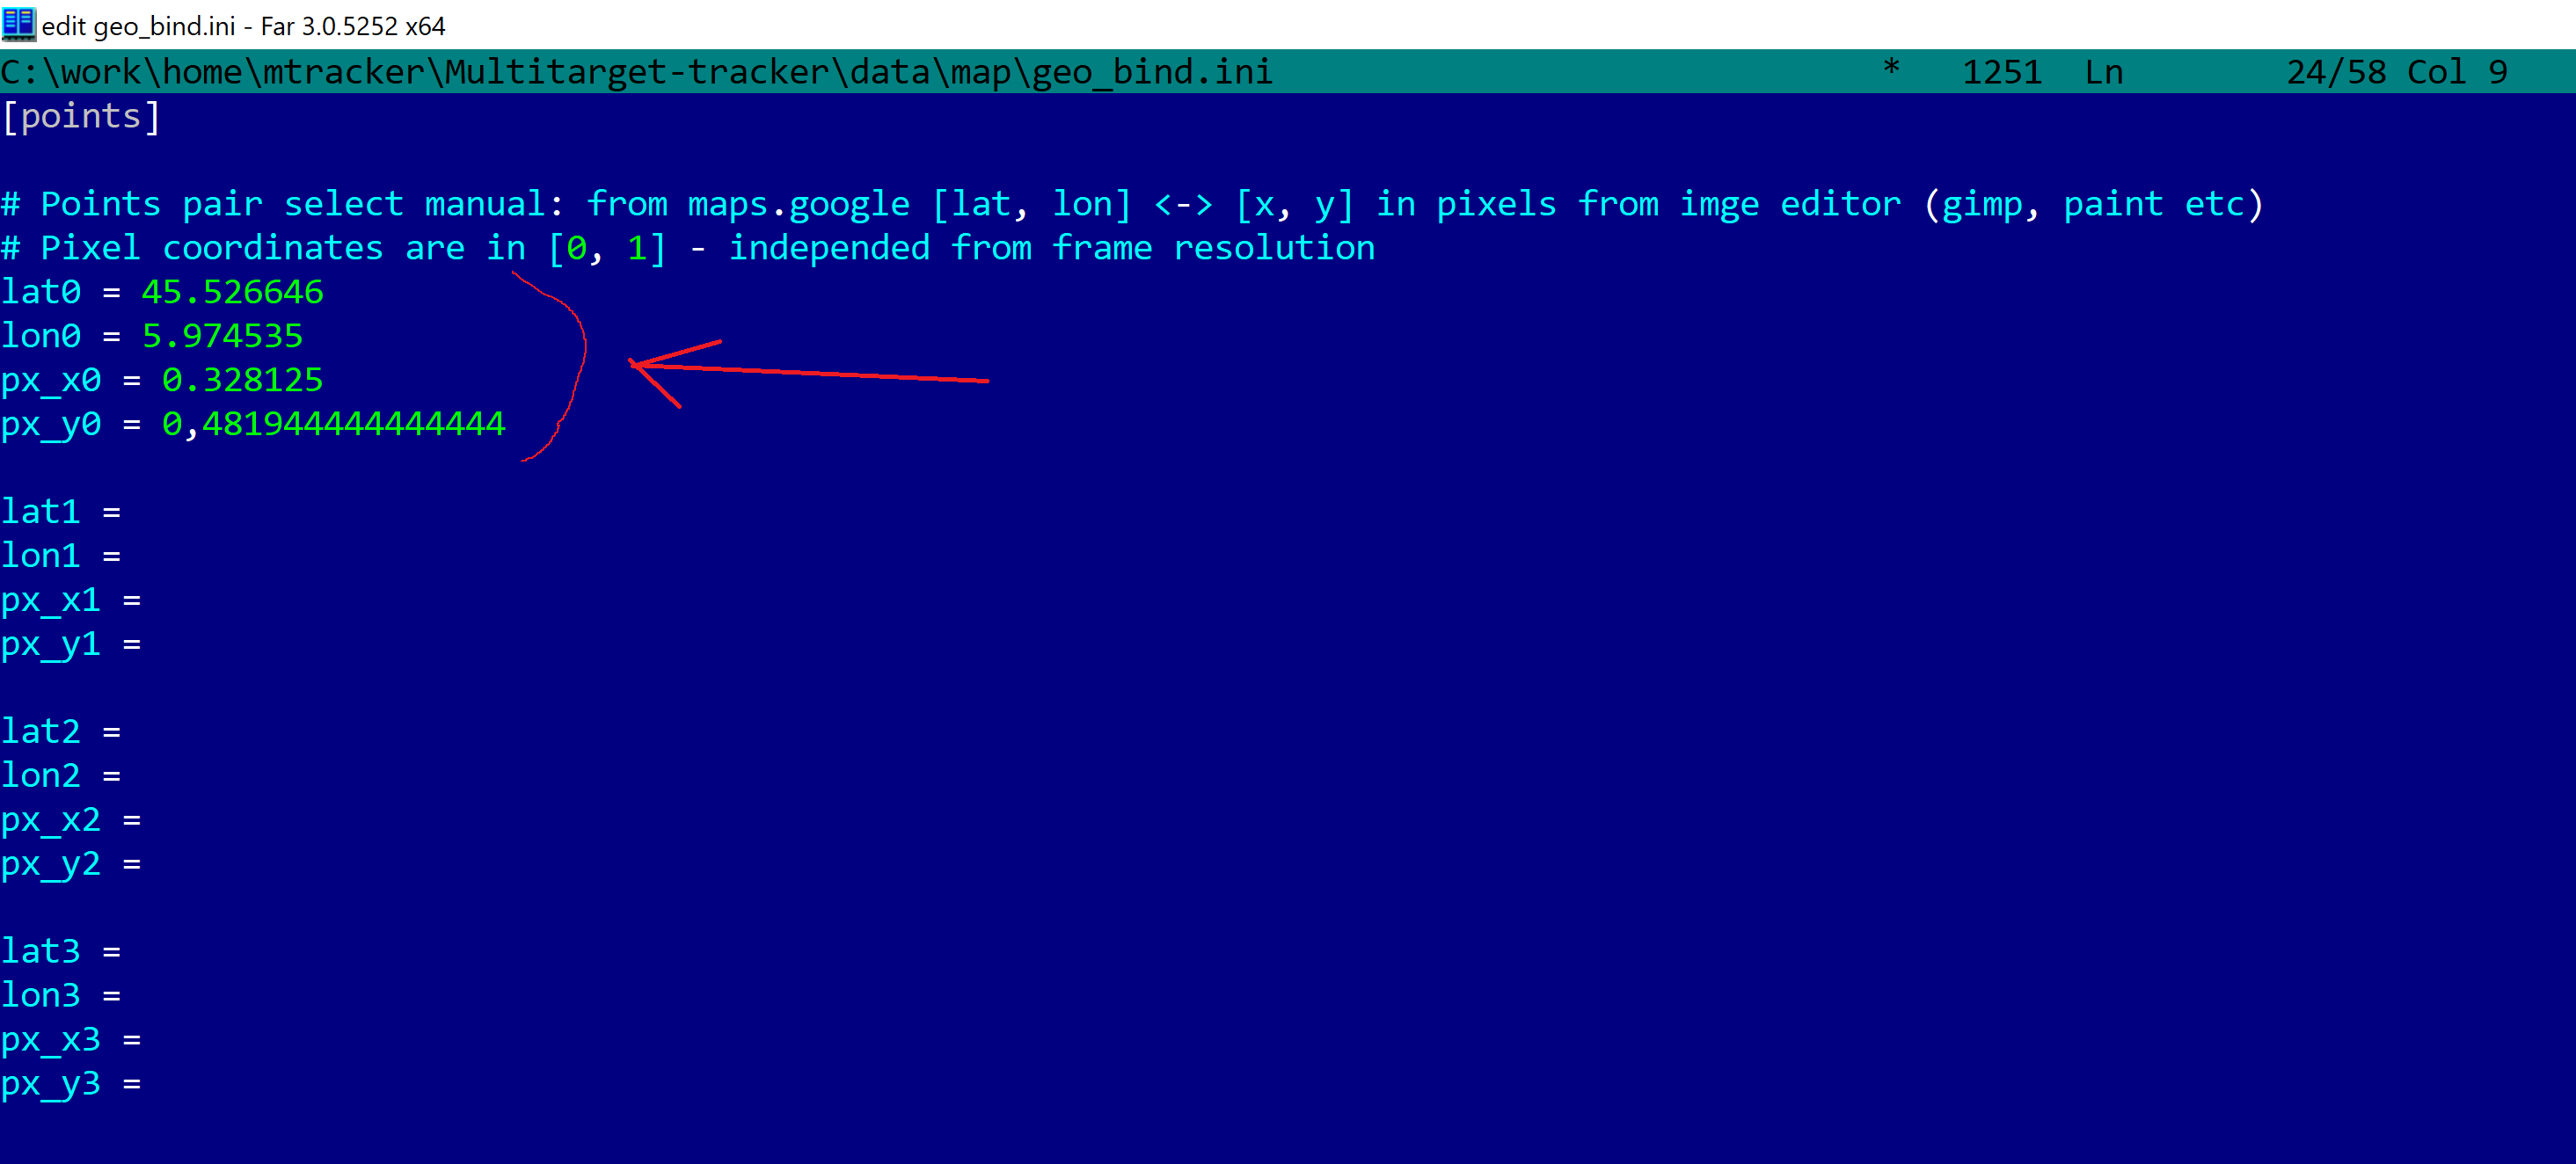 edit geo_bind.ini - Far 3.0.5252 x64
C:\work\home\mtracker\Multitarget-tracker\data\map\geo_bind.ini * 1251 Ln 24/58 Col 9
[points]
# Points pair select manual: from maps.google [lat, lon] <-> [x, y] in pixels from imge editor (gimp, paint etc)
# Pixel coordinates are in [0, 1] - independed from frame resolution
lat0 = 45.526646
lon0 = 5.974535
px_x0 = 0.328125
px_y0 = 0,481944444444444
lat1 =
lon1 =
px_x1 =
px_y1 =
lat2 =
lon2 =
px_x2 =
px_y2 =
lat3 =
lon3 =
px_x3 =
px_y3 =